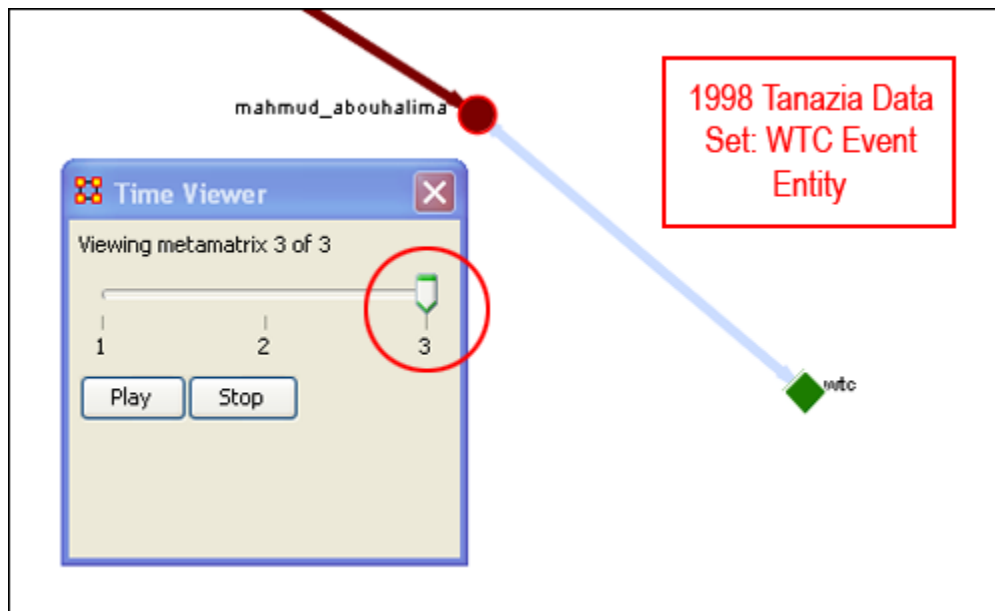 mahmud_abouhalima
1998 Tanazia Data
Set: WTC Event
Entity
Time Viewer
Viewing metamatrix 3 of 3
1 2 3
Play Stop
wtc